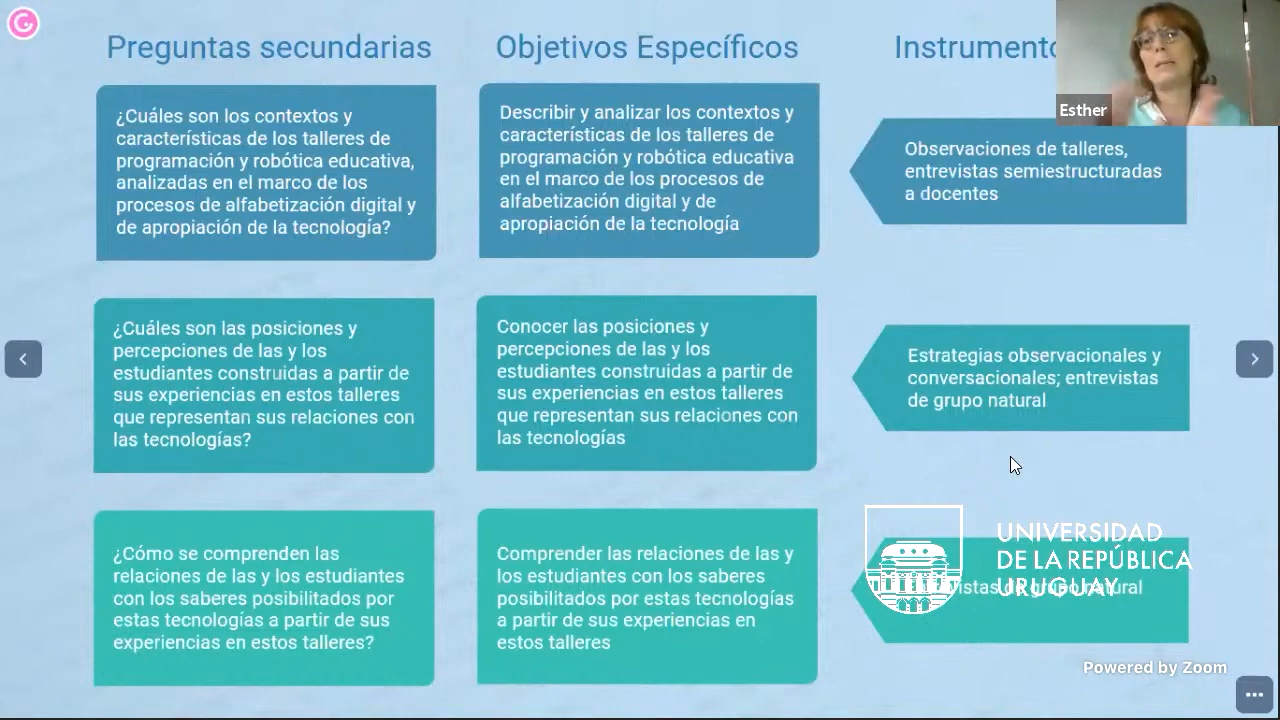 Preguntas secundarias
Objetivos Específicos
Esther
¿Cuáles son los contextos y
características de los talleres de
programación y robótica educativa,
analizadas en el marco de los
procesos de alfabetización digital y
de apropiación de la tecnología?
Describir y analizar los contextos y
características de los talleres de
programación y robótica educativa
en el marco de los procesos de
alfabetización digital y de
apropiación de la tecnología
Observaciones de talleres,
entrevistas semiestructuradas
a docentes
¿Cuáles son las posiciones y
percepciones de las y los
estudiantes construidas a partir de
sus experiencias en estos talleres
que representan sus relaciones con
las tecnologías?
Conocer las posiciones y
percepciones de las y los
estudiantes construidas a partir de
sus experiencias en estos talleres
que representan sus relaciones con
las tecnologías
Estrategias observacionales y
conversacionales; entrevistas
de grupo natural
¿Cómo se comprenden las
relaciones de las y los estudiantes
con los saberes posibilitados por
estas tecnologías a partir de sus
experiencias en estos talleres?
Comprender las relaciones de las y
los estudiantes con los saberes
posibilitados por estas tecnologías
a partir de sus experiencias en
estos talleres
natural
UNIVERSIDAD
DE LA REPÚBLICA
URUGUAY
Powered by Zoom